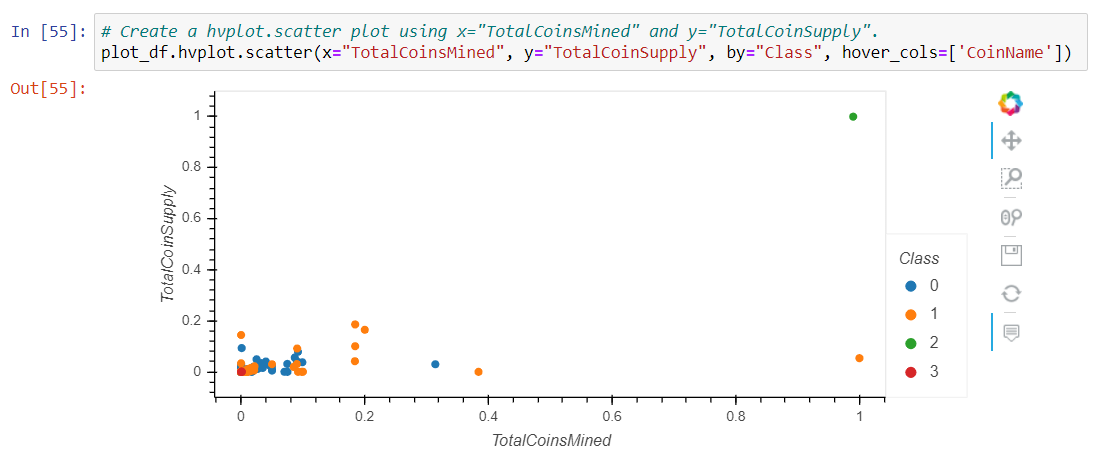 In [55]:
# Create a hvplot.scatter plot using x="TotalCoinsMined" and y="TotalCoinSupply".
plot_df.hvplot.scatter(x="TotalCoinsMined", y="TotalCoinSupply", by="Class", hover_cols=['CoinName'])
Out[55]:
TotalCoinSupply
1
0.8
0.6
0.4
0.2
0
0
0.2
0.4
0.6
0.8
1
TotalCoinsMined
Class
0
1
2
3